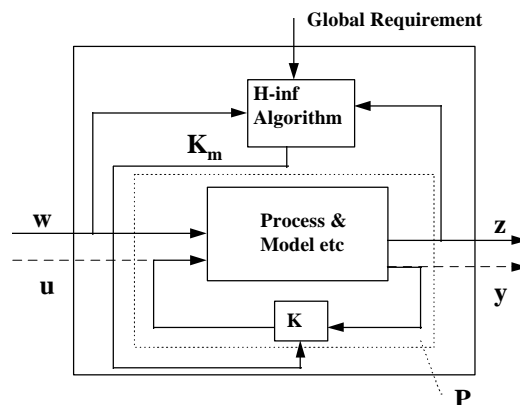 Global Requirement
H-inf
Algorithm
K_m
w
Process &
Model etc
z
u
y
K
P